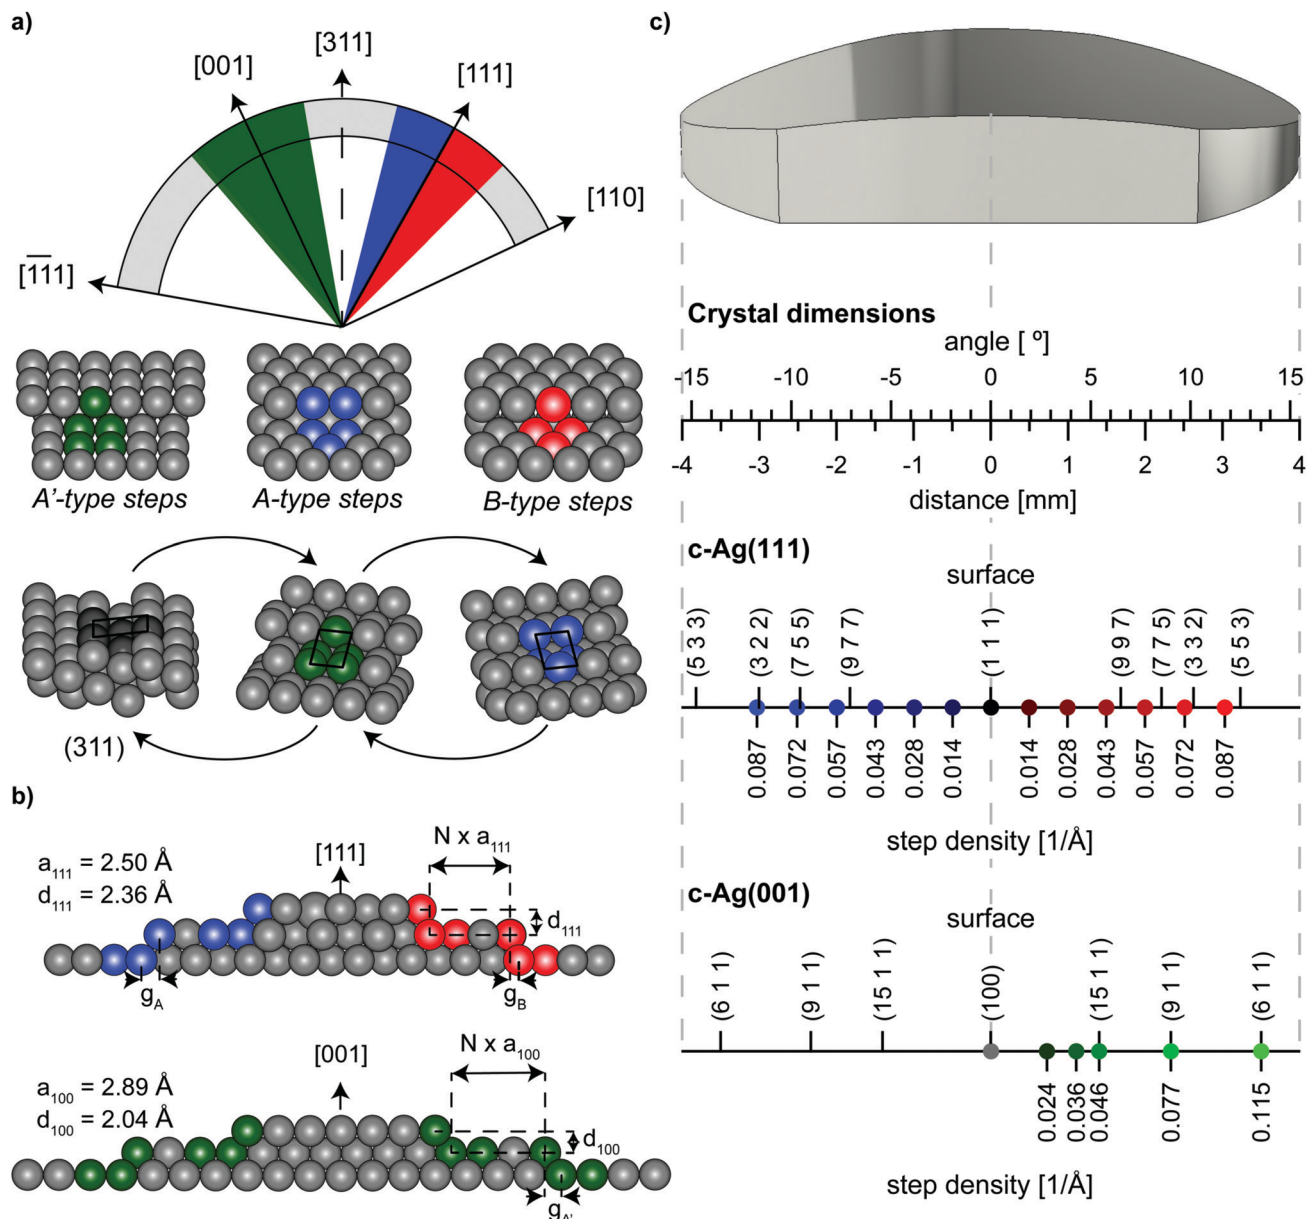 a)
[311]
[001]
[111]
[110]
[1̅1̅1]
A'-type steps
A-type steps
B-type steps
(311)
b)
a111 = 2.50 Å
d111 = 2.36 Å
[111]
N x a111
d111
gA
gB
a100 = 2.89 Å
d100 = 2.04 Å
[001]
N x a100
d100
gA'
c)
Crystal dimensions
angle [ º]
-15 -10 -5 0 5 10 15
-4 -3 -2 -1 0 1 2 3 4
distance [mm]
c-Ag(111)
surface
(5 3 3) (3 2 2) (7 5 5) (9 7 7) (1 1 1) (9 9 7) (7 7 5) (3 3 2) (5 5 3)
0.087 0.072 0.057 0.043 0.028 0.014 0.014 0.028 0.043 0.057 0.072 0.087
step density [1/Å]
c-Ag(001)
surface
(6 1 1) (9 1 1) (15 1 1) (100) (15 1 1) (9 1 1) (6 1 1)
0.024 0.036 0.046 0.077 0.115
step density [1/Å]